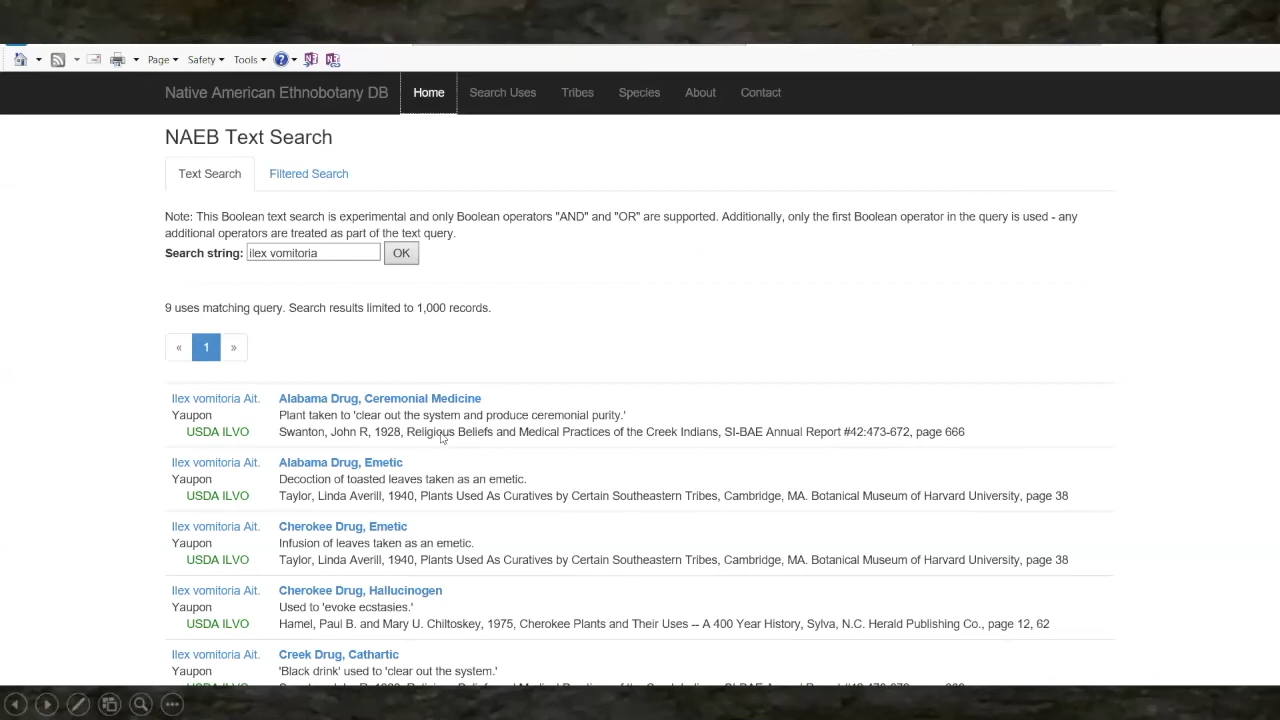 Page Safety Tools
Native American Ethnobotany DB Home Search Uses Tribes Species About Contact
NAEB Text Search
Text Search Filtered Search
Note: This Boolean text search is experimental and only Boolean operators "AND" and "OR" are supported. Additionally, only the first Boolean operator in the query is used - any
additional operators are treated as part of the text query.
Search string: ilex vomitoria OK
9 uses matching query. Search results limited to 1,000 records.
« 1 »
Ilex vomitoria Ait. Alabama Drug, Ceremonial Medicine
Yaupon Plant taken to 'clear out the system and produce ceremonial purity.'
USDA ILVO Swanton, John R, 1928, Religious Beliefs and Medical Practices of the Creek Indians, SI-BAE Annual Report #42:473-672, page 666
Ilex vomitoria Ait. Alabama Drug, Emetic
Yaupon Decoction of toasted leaves taken as an emetic.
USDA ILVO Taylor, Linda Averill, 1940, Plants Used As Curatives by Certain Southeastern Tribes, Cambridge, MA. Botanical Museum of Harvard University, page 38
Ilex vomitoria Ait. Cherokee Drug, Emetic
Yaupon Infusion of leaves taken as an emetic.
USDA ILVO Taylor, Linda Averill, 1940, Plants Used As Curatives by Certain Southeastern Tribes, Cambridge, MA. Botanical Museum of Harvard University, page 38
Ilex vomitoria Ait. Cherokee Drug, Hallucinogen
Yaupon Used to 'evoke ecstasies.'
USDA ILVO Hamel, Paul B. and Mary U. Chiltoskey, 1975, Cherokee Plants and Their Uses -- A 400 Year History, Sylva, N.C. Herald Publishing Co., page 12, 62
Ilex vomitoria Ait. Creek Drug, Cathartic
Yaupon 'Black drink' used to 'clear out the system.'